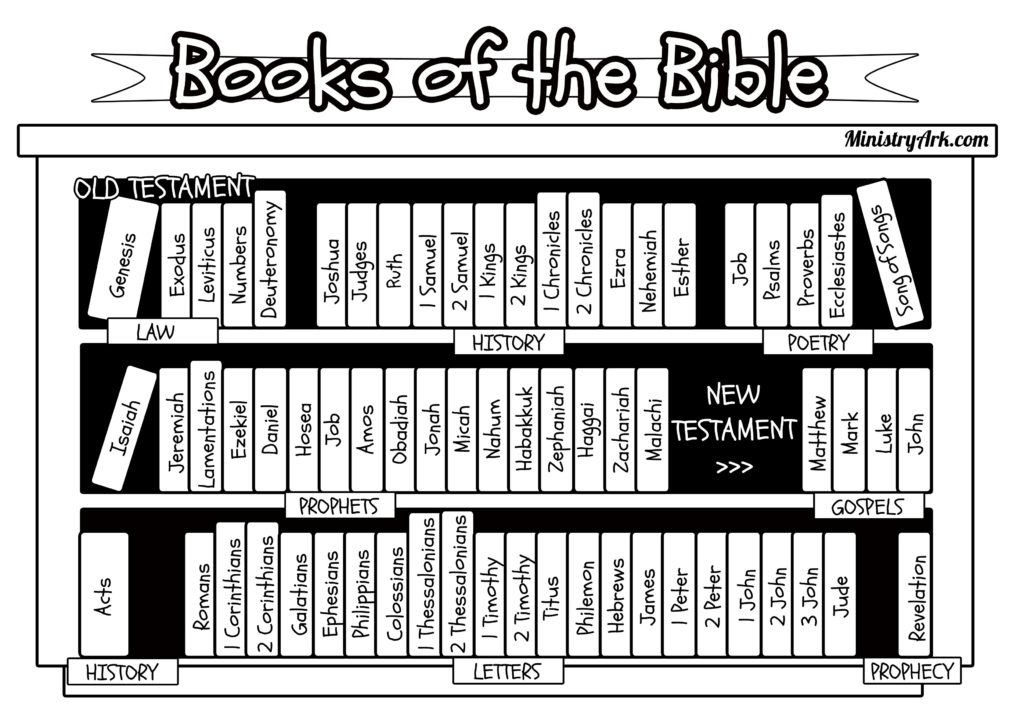 Books of the Bible
MinistryArk.com
OLD TESTAMENT
Genesis
Exodus
Leviticus
Numbers
Deuteronomy
Joshua
Judges
Ruth
1 Samuel
2 Samuel
1 Kings
2 Kings
1 Chronicles
2 Chronicles
Ezra
Nehemiah
Esther
Job
Psalms
Proverbs
Ecclesiastes
Song of Songs
LAW
HISTORY
POETRY
Isaiah
Jeremiah
Lamentations
Ezekiel
Daniel
Hosea
Job
Amos
Obadiah
Jonah
Micah
Nahum
Habakkuk
Zephaniah
Haggai
Zachariah
Malachi
NEW
TESTAMENT
>>>
Matthew
Mark
Luke
John
PROPHETS
GOSPELS
Acts
Romans
1 Corinthians
2 Corinthians
Galatians
Ephesians
Philippians
Colossians
1 Thessalonians
2 Thessalonians
1 Timothy
2 Timothy
Titus
Philemon
Hebrews
James
1 Peter
2 Peter
1 John
2 John
3 John
Jude
Revelation
HISTORY
LETTERS
PROPHECY